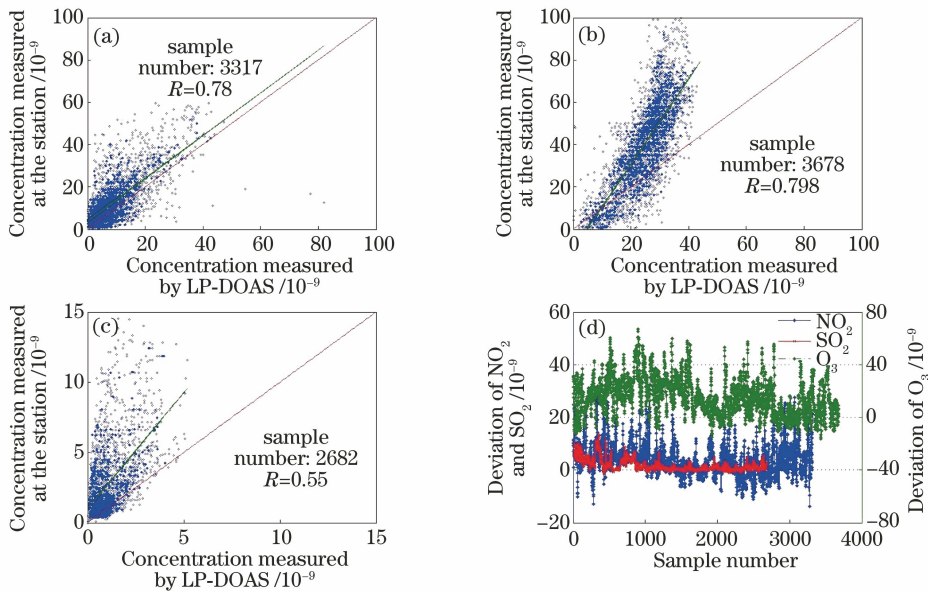 (a)
sample
number: 3317
R=0.78
Concentration measured
at the station /10⁻⁹
100
80
60
40
20
0
0 20 40 60 80 100
Concentration measured
by LP-DOAS /10⁻⁹
(b)
sample
number: 3678
R=0.798
Concentration measured
at the station /10⁻⁹
100
80
60
40
20
0
0 20 40 60 80 100
Concentration measured
by LP-DOAS /10⁻⁹
(c)
sample
number: 2682
R=0.55
Concentration measured
at the station /10⁻⁹
15
10
5
0
0 5 10 15
Concentration measured
by LP-DOAS /10⁻⁹
(d)
NO₂
SO₂
O₃
Deviation of NO₂
and SO₂ /10⁻⁹
60
40
20
0
−20
Deviation of O₃ /10⁻⁹
80
40
0
−40
−80
0 1000 2000 3000 4000
Sample number